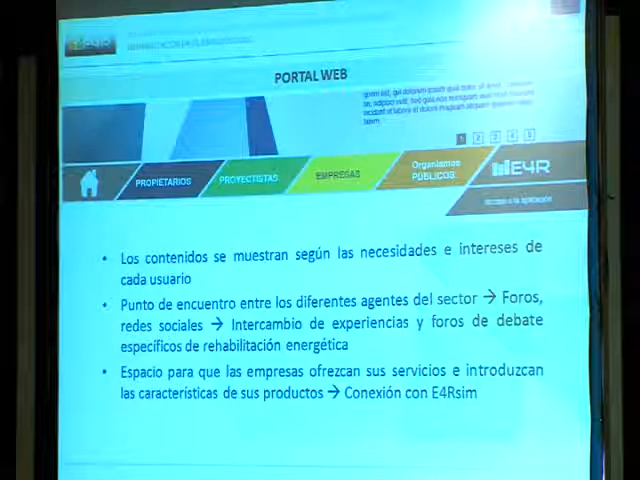 E4R
PORTAL WEB
1 2 3 4 5
PROPIETARIOS
PROYECTISTAS
EMPRESAS
Organismos
PÚBLICOS
E4R
• Los contenidos se muestran según las necesidades e intereses de
cada usuario
• Punto de encuentro entre los diferentes agentes del sector → Foros,
redes sociales → Intercambio de experiencias y foros de debate
específicos de rehabilitación energética
• Espacio para que las empresas ofrezcan sus servicios e introduzcan
las características de sus productos → Conexión con E4Rsim